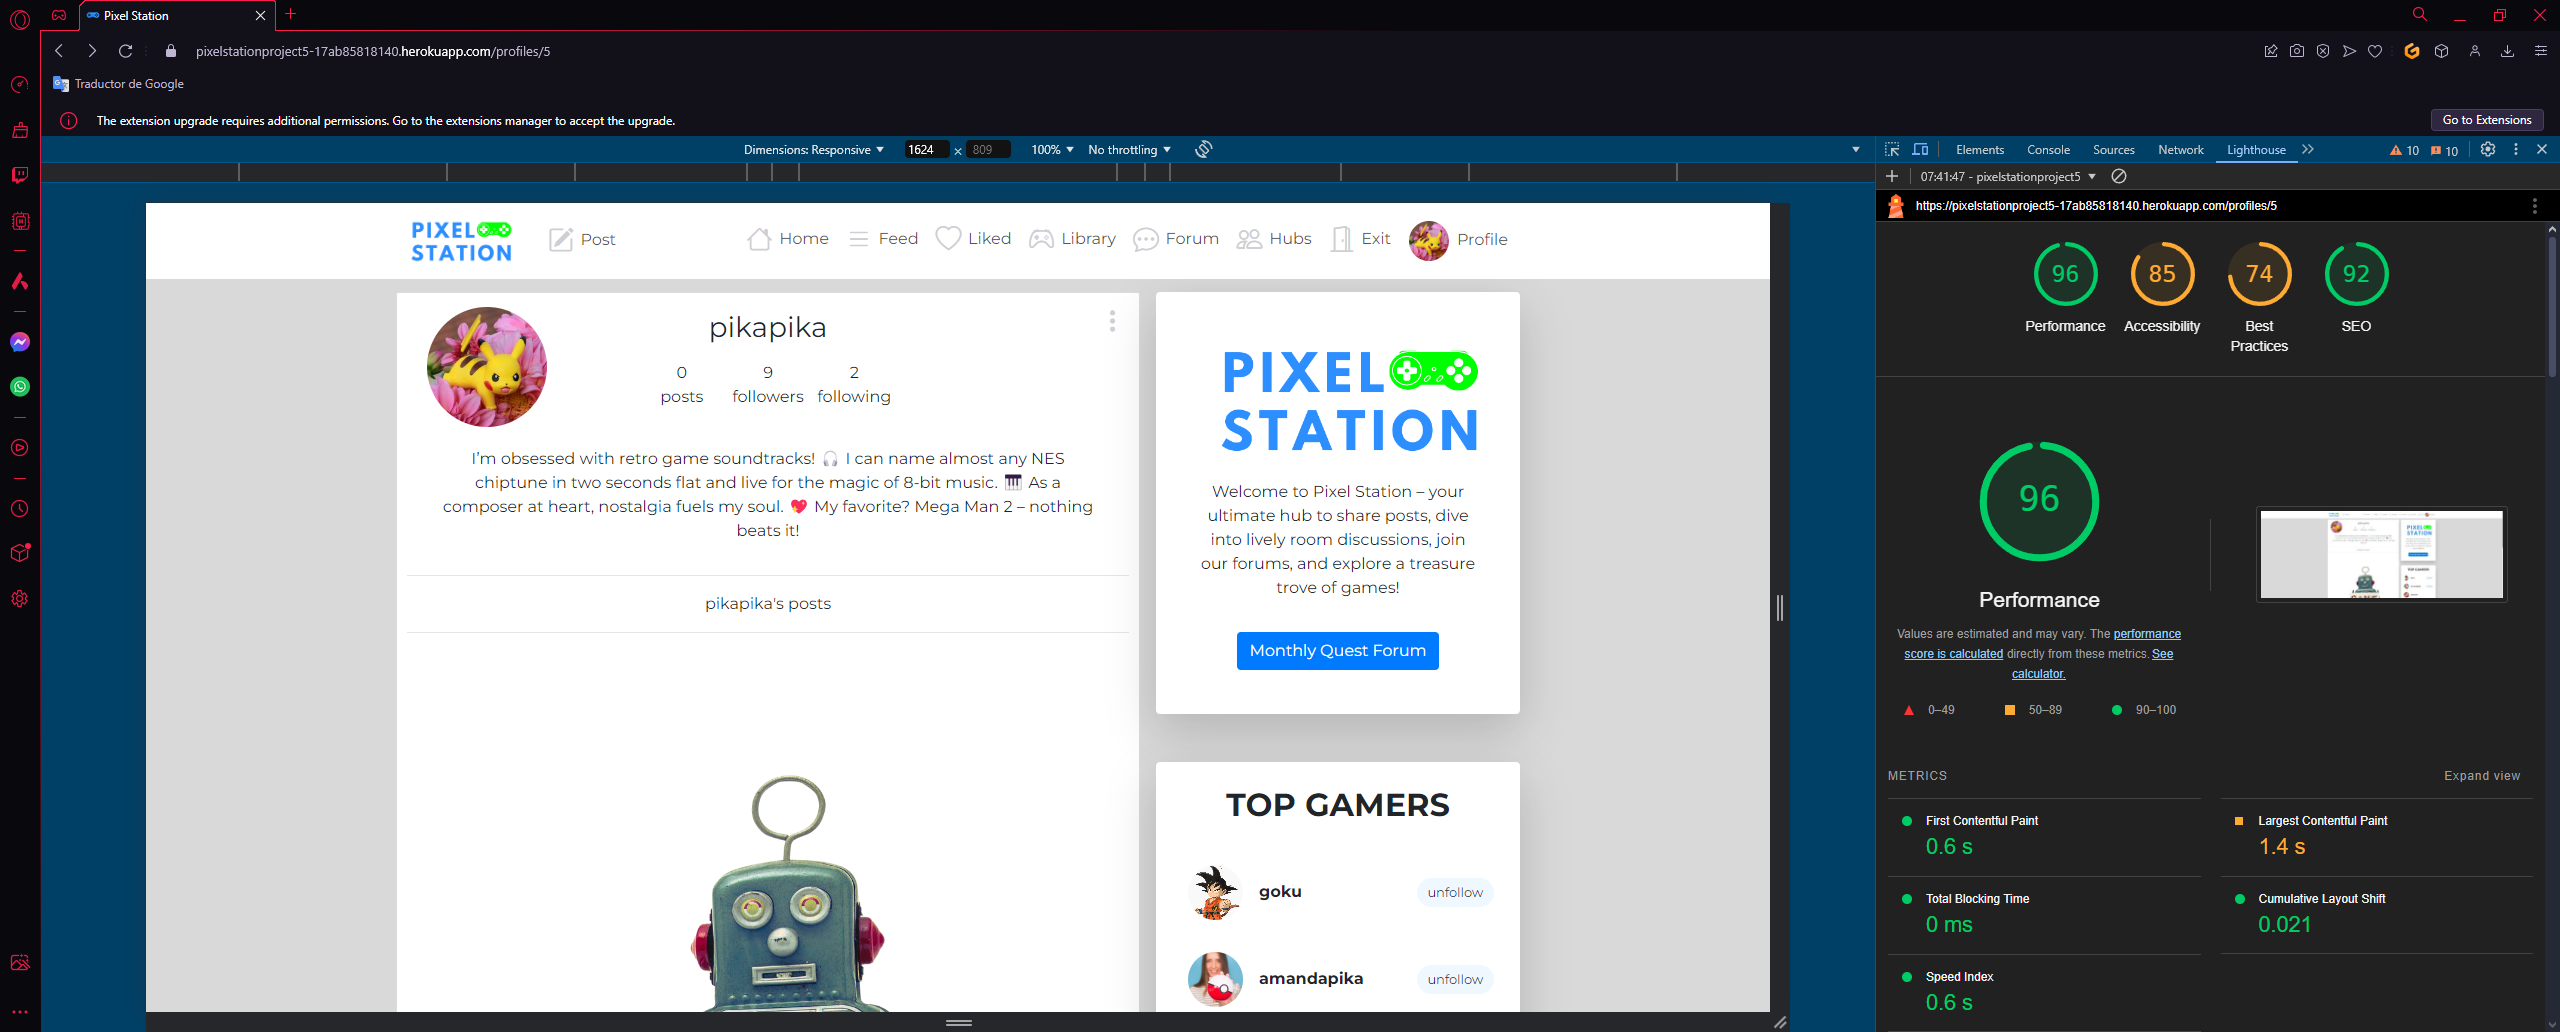 Pixel Station
pixelstationproject5-17ab85818140.herokuapp.com/profiles/5
Traductor de Google
The extension upgrade requires additional permissions. Go to the extensions manager to accept the upgrade.
Go to Extensions
Dimensions: Responsive
1624 × 809
100%
No throttling
Elements
Console
Sources
Network
Lighthouse
10
10
07:41:47 - pixelstationproject5
https://pixelstationproject5-17ab85818140.herokuapp.com/profiles/5
PIXEL
STATION
Post
Home
Feed
Liked
Library
Forum
Hubs
Exit
Profile
pikapika
0 9 2
posts followers following
I'm obsessed with retro game soundtracks! 🎧 I can name almost any NES
chiptune in two seconds flat and live for the magic of 8-bit music. 🎹 As a
composer at heart, nostalgia fuels my soul. 💖 My favorite? Mega Man 2 – nothing
beats it!
pikapika's posts
PIXEL
STATION
Welcome to Pixel Station – your
ultimate hub to share posts, dive
into lively room discussions, join
our forums, and explore a treasure
trove of games!
Monthly Quest Forum
TOP GAMERS
goku
unfollow
amandapika
unfollow
96
Performance
85
Accessibility
74
Best
Practices
92
SEO
96
Performance
Values are estimated and may vary. The performance
score is calculated directly from these metrics. See
calculator.
0–49
50–89
90–100
METRICS
Expand view
First Contentful Paint
0.6 s
Largest Contentful Paint
1.4 s
Total Blocking Time
0 ms
Cumulative Layout Shift
0.021
Speed Index
0.6 s